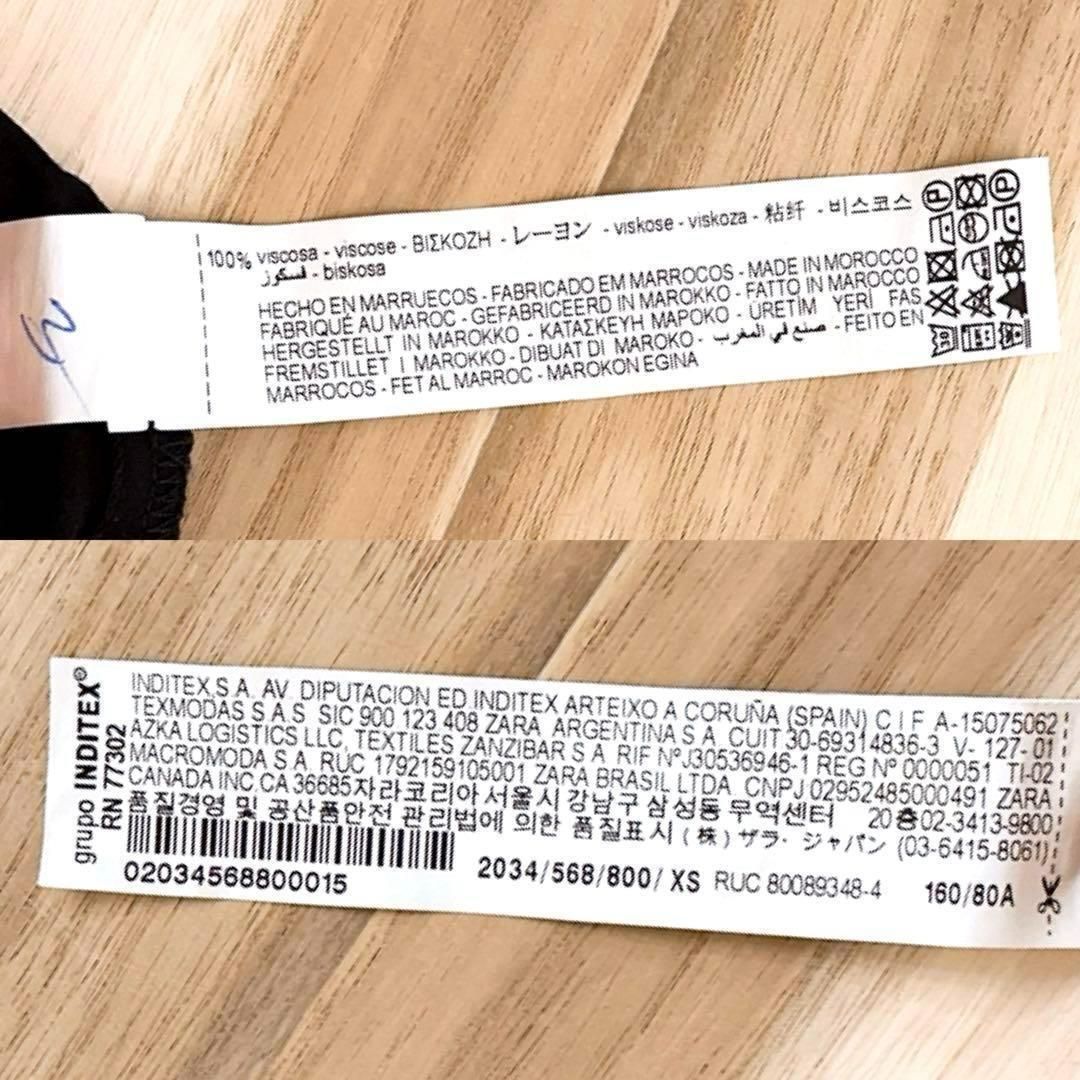 100% viscosa - viscose - ΒΙΣΚΟΖΗ - レーヨン - viskose - viskoza - 粘纤 - 비스코스
فسكوز - biskosa
HECHO EN MARRUECOS - FABRICADO EM MARROCOS - MADE IN MOROCCO
FABRIQUÉ AU MAROC - GEFABRICEERD IN MAROKKO - FATTO IN MAROCCO
HERGESTELLT IN MAROKKO - ΚΑΤΑΣΚΕΥΗ ΜΑΡΟΚΟ - ÜRETİM YERİ FAS
FREMSTILLET I MAROKKO - DIBUAT DI MAROKO - صنع في المغرب - FEITO EN
MARROCOS - FET AL MARROC - MAROKON EGINA
grupo INDITEX®
RN 77302
INDITEX,S.A. AV. DIPUTACION ED INDITEX ARTEIXO A CORUÑA (SPAIN) C I F A-15075062
TEXMODAS S.A.S. SIC 900 123 408 ZARA ARGENTINA S A CUIT 30-69314836-3 V- 127- 01
AZKA LOGISTICS LLC, TEXTILES ZANZIBAR S A RIF Nº J30536946-1 REG Nº 0000051 TI-02
MACROMODA S.A. RUC 1792159105001 ZARA BRASIL LTDA CNPJ 02952485000491 ZARA
CANADA INC.CA 36685자라코리아서울시 강남구 삼성동 무역센터 20층02-3413-9800
품질경영 및 공산품안전 관리법에 의한 품질표시 (株) ザラ・ジャパン (03-6415-8061)
02034568800015
2034/568/800/ XS RUC 80089348-4 160/80A